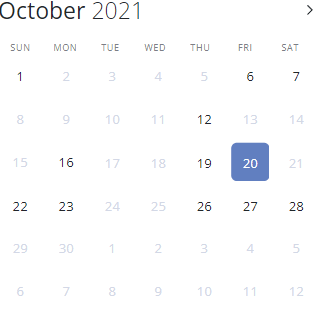 October 2021
SUN MON TUE WED THU FRI SAT
1 2 3 4 5 6 7
8 9 10 11 12 13 14
15 16 17 18 19 20 21
22 23 24 25 26 27 28
29 30 1 2 3 4 5
6 7 8 9 10 11 12